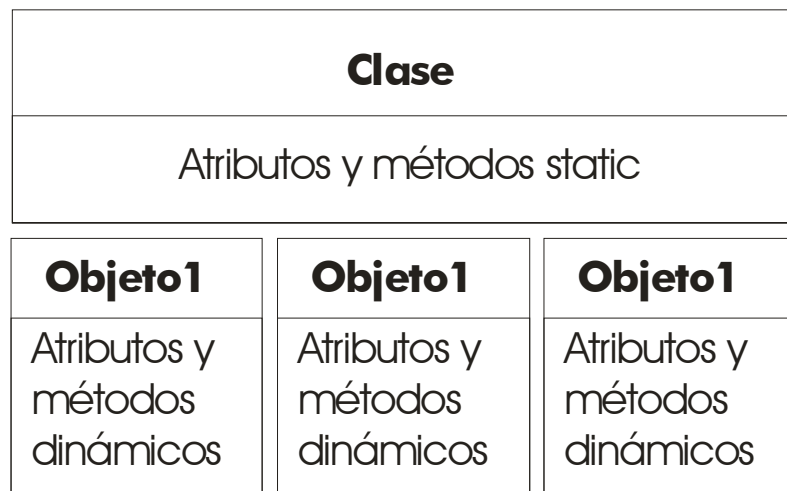 Clase
Atributos y métodos static
Objeto1
Atributos y
métodos
dinámicos
Objeto1
Atributos y
métodos
dinámicos
Objeto1
Atributos y
métodos
dinámicos